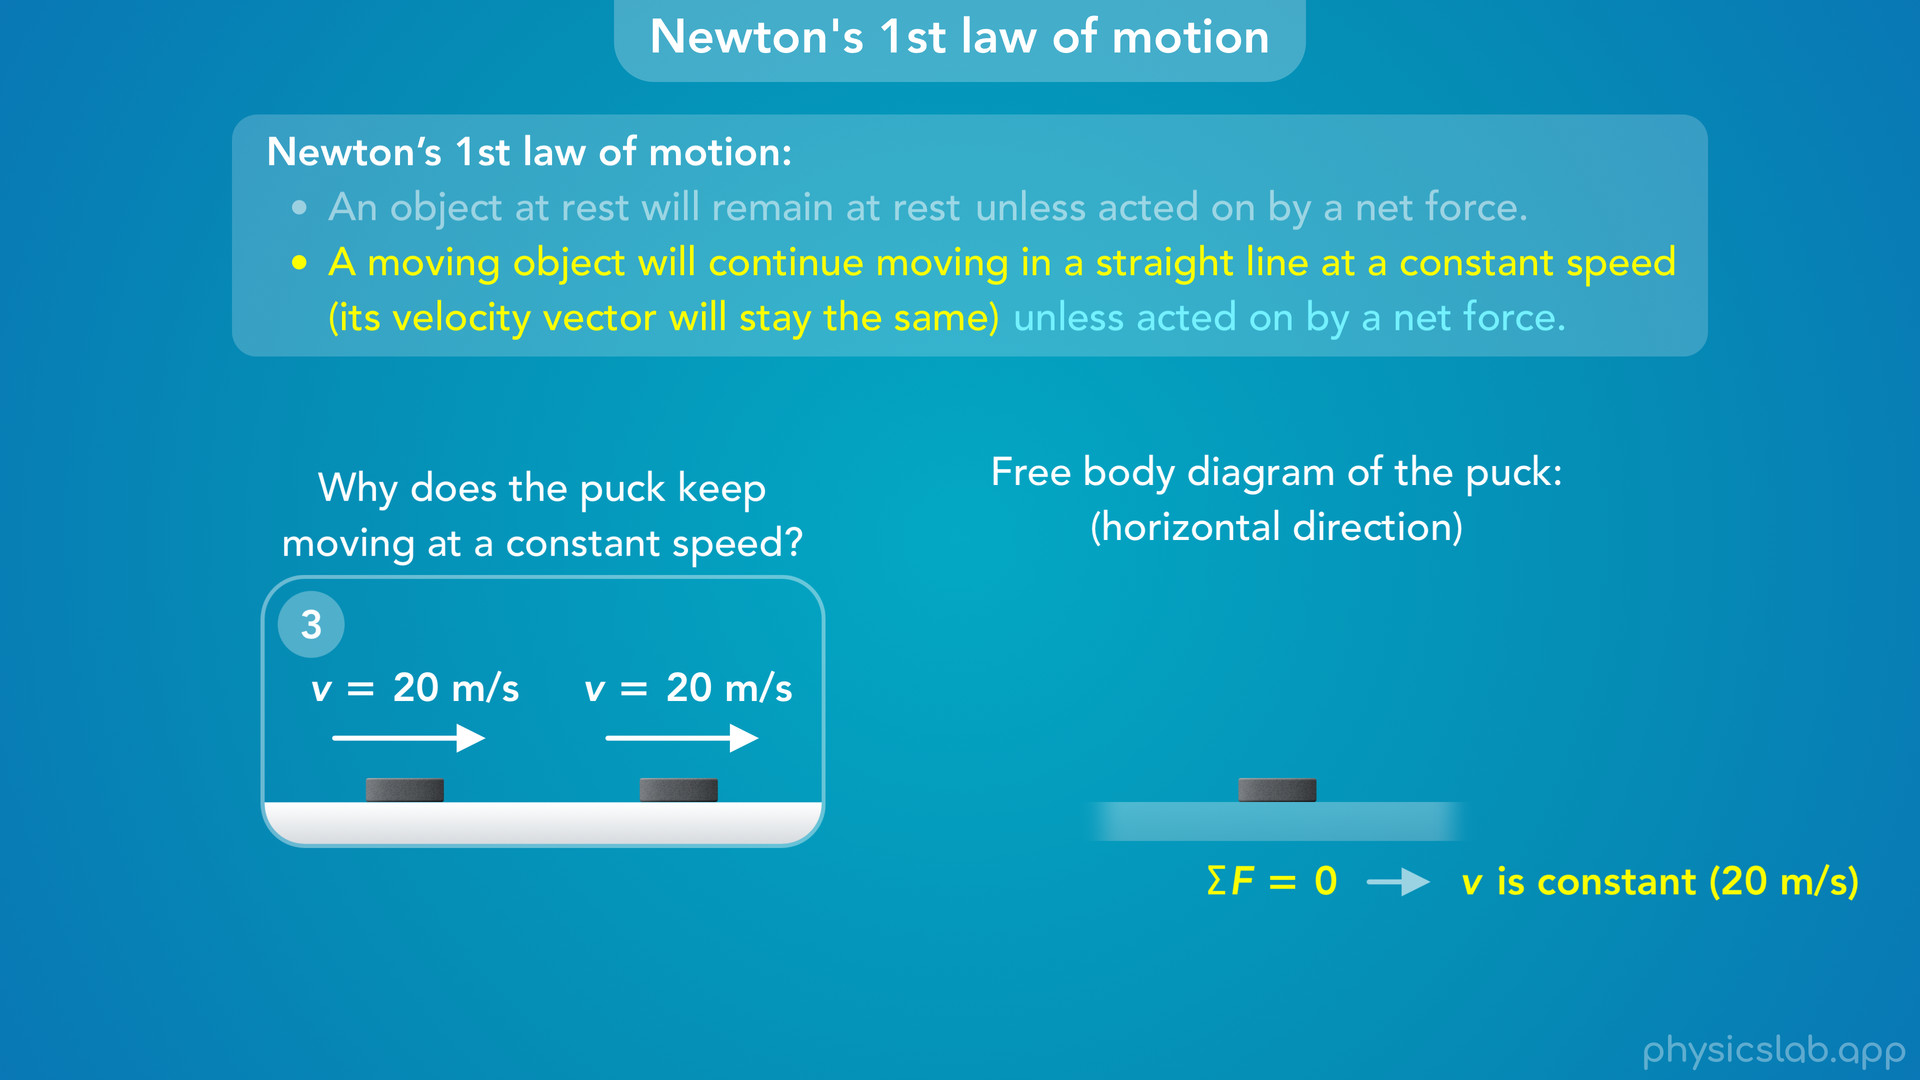 Newton's 1st law of motion
Newton’s 1st law of motion:
• An object at rest will remain at rest unless acted on by a net force.
• A moving object will continue moving in a straight line at a constant speed
(its velocity vector will stay the same) unless acted on by a net force.
Why does the puck keep
moving at a constant speed?
3
v = 20 m/s
v = 20 m/s
Free body diagram of the puck:
(horizontal direction)
ΣF = 0 → v is constant (20 m/s)
physicslab.app